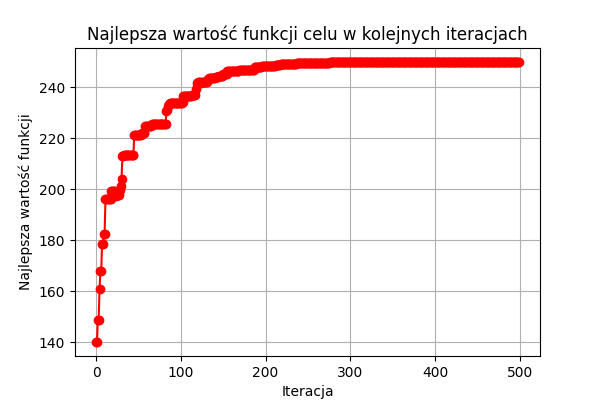 Najlepsza wartość funkcji celu w kolejnych iteracjach
Najlepsza wartość funkcji
240
220
200
180
160
140
0 100 200 300 400 500
Iteracja